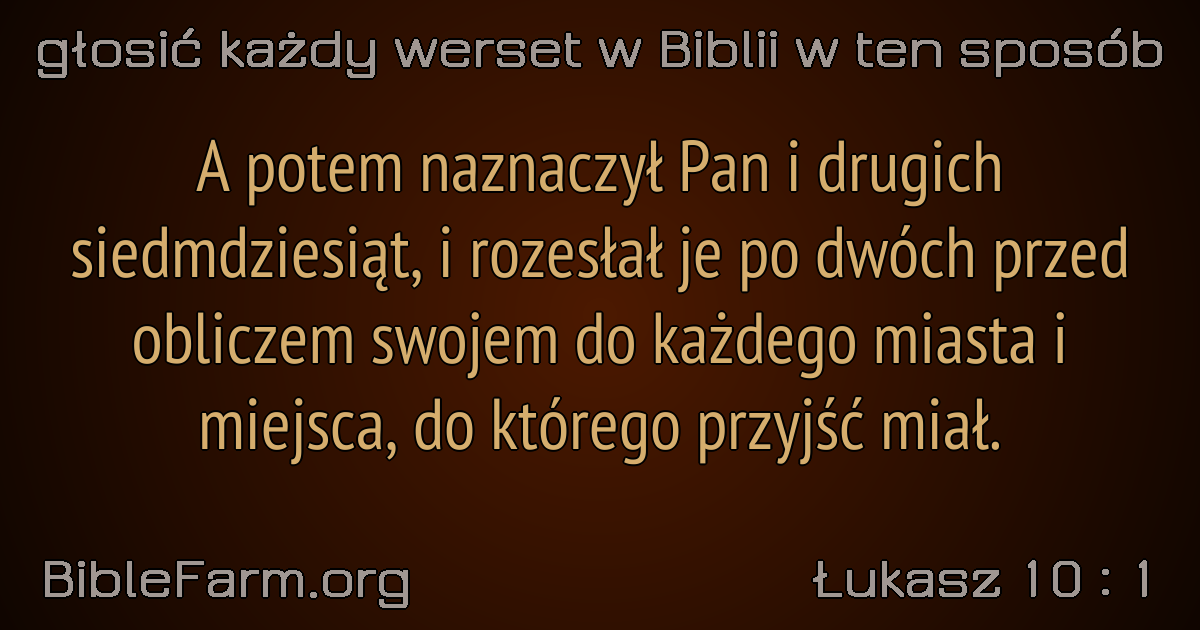 głosić każdy werset w Biblii w ten sposób
A potem naznaczył Pan i drugich
siedmdziesiąt, i rozesłał je po dwóch przed
obliczem swojem do każdego miasta i
miejsca, do którego przyjść miał.
BibleFarm.org
Łukasz 10 : 1